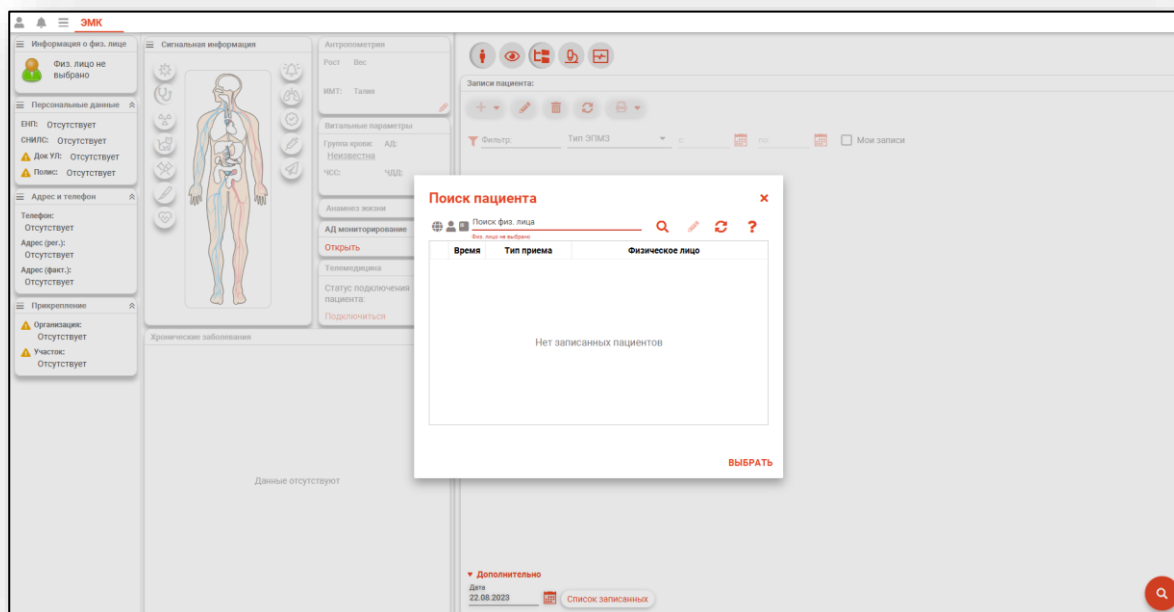 ЭМК
Информация о физ. лице
Физ. лицо не
выбрано
Персональные данные
ЕНП: Отсутствует
СНИЛС: Отсутствует
Док УЛ: Отсутствует
Полис: Отсутствует
Адрес и телефон
Телефон:
Отсутствует
Адрес (рег.):
Отсутствует
Адрес (факт.):
Отсутствует
Прикрепление
Организация:
Отсутствует
Участок:
Отсутствует
Сигнальная информация
Антропометрия
Рост Вес
ИМТ: Талия
Витальные параметры
Группа крови: АД:
Неизвестна
ЧСС: ЧДД:
Анамнез жизни
АД мониторирование
Открыть
Телемедицина
Статус подключения
пациента:
Подключиться
Хронические заболевания
Данные отсутствуют
Записи пациента:
Фильтр: Тип ЭПМЗ с: по: Мои записи
Поиск пациента
Поиск физ. лица
Физ. лицо не выбрано
?
Время Тип приема Физическое лицо
Нет записанных пациентов
ВЫБРАТЬ
Дополнительно
Дата
22.08.2023
Список записанных